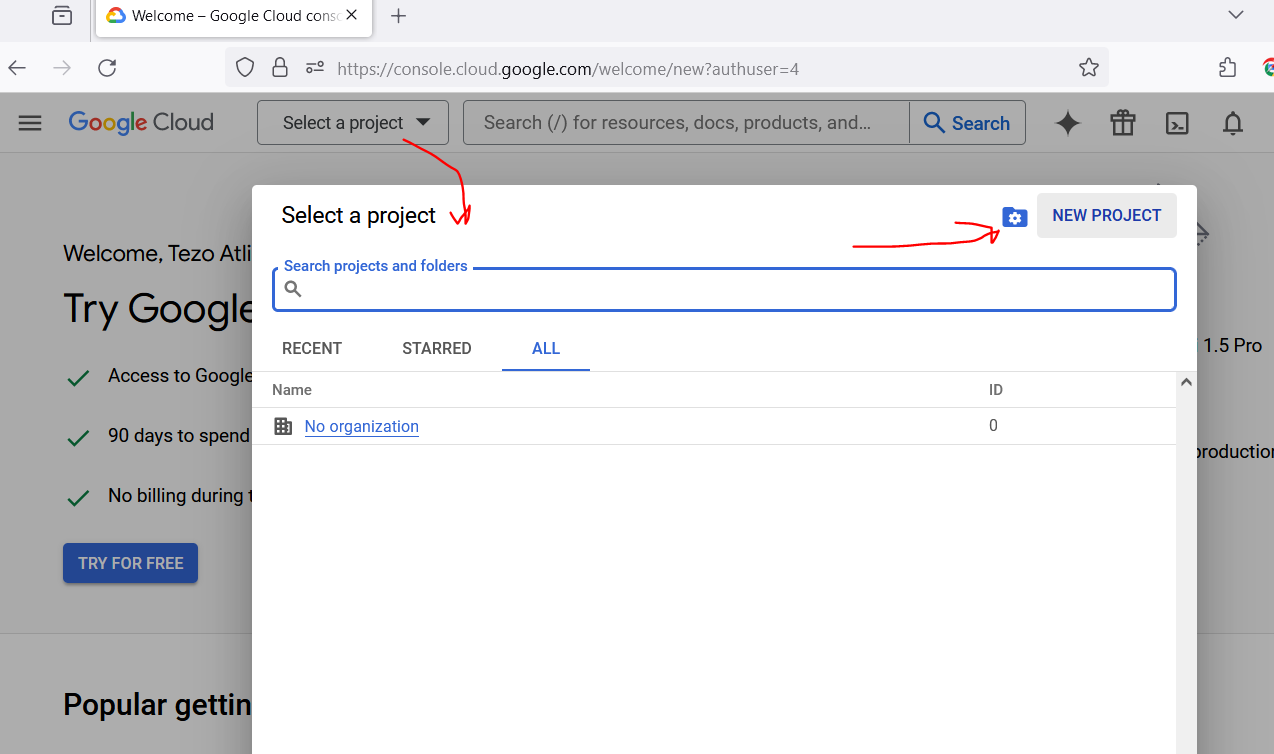 Welcome – Google Cloud cons
https://console.cloud.google.com/welcome/new?authuser=4
Google Cloud
Select a project
Search (/) for resources, docs, products, and...
Search
Select a project
NEW PROJECT
Welcome, Tezo Atli
Search projects and folders
Try Google
RECENT
STARRED
ALL
1.5 Pro
Access to Google
Name
ID
No organization
0
90 days to spend
production
No billing during t
TRY FOR FREE
Popular gettin